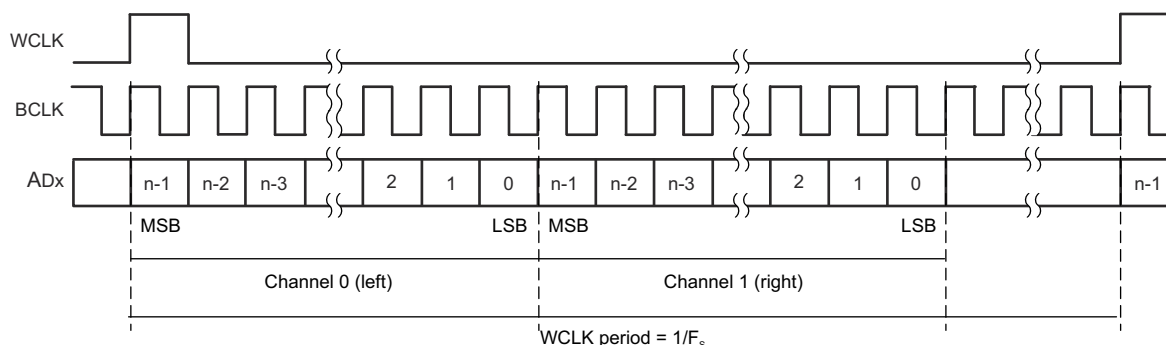 WCLK
BCLK
ADx n-1 n-2 n-3 2 1 0 n-1 n-2 n-3 2 1 0 n-1
MSB LSB MSB LSB
Channel 0 (left) Channel 1 (right)
WCLK period = 1/Fs